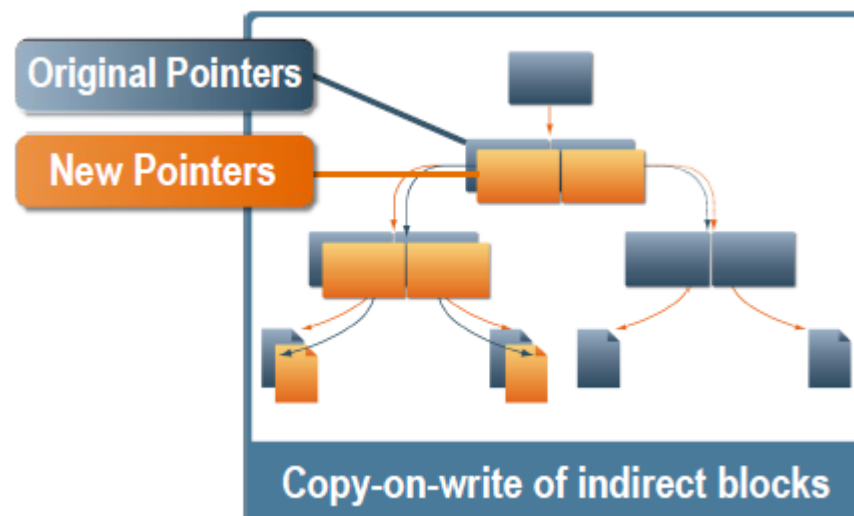 Original Pointers
New Pointers
Copy-on-write of indirect blocks